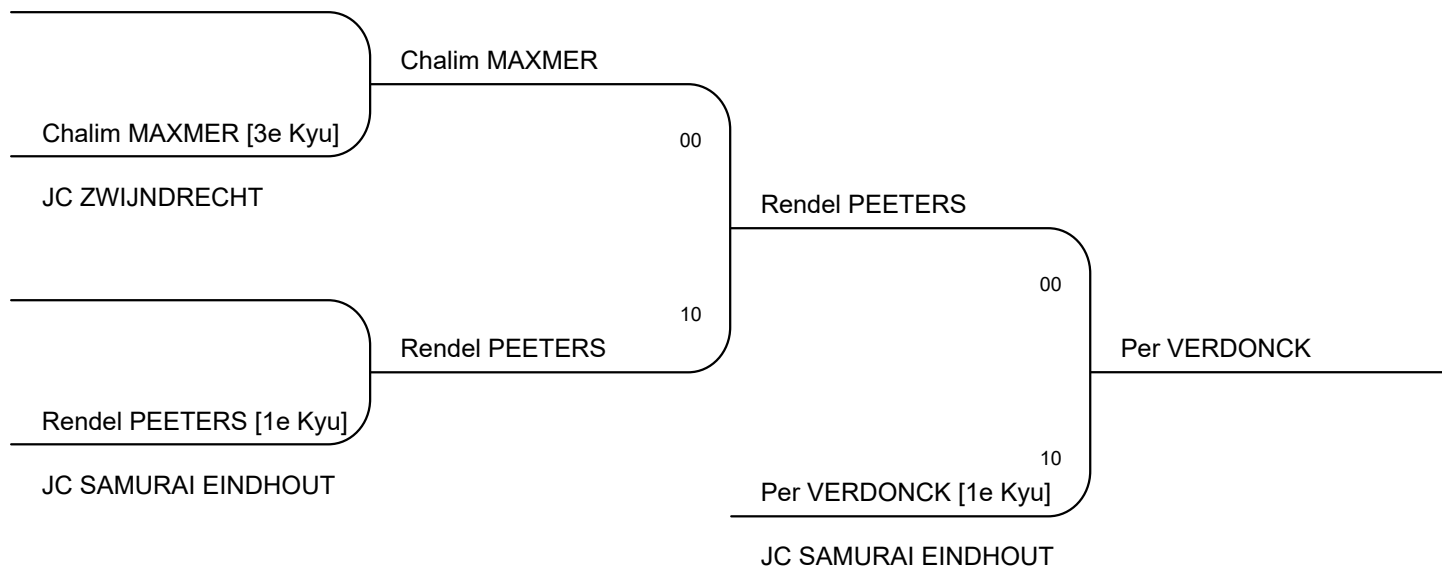 Chalim MAXMER
Chalim MAXMER [3e Kyu]
00
JC ZWIJNDRECHT
Rendel PEETERS
00
10
Rendel PEETERS
Per VERDONCK
Rendel PEETERS [1e Kyu]
10
JC SAMURAI EINDHOUT
Per VERDONCK [1e Kyu]
JC SAMURAI EINDHOUT